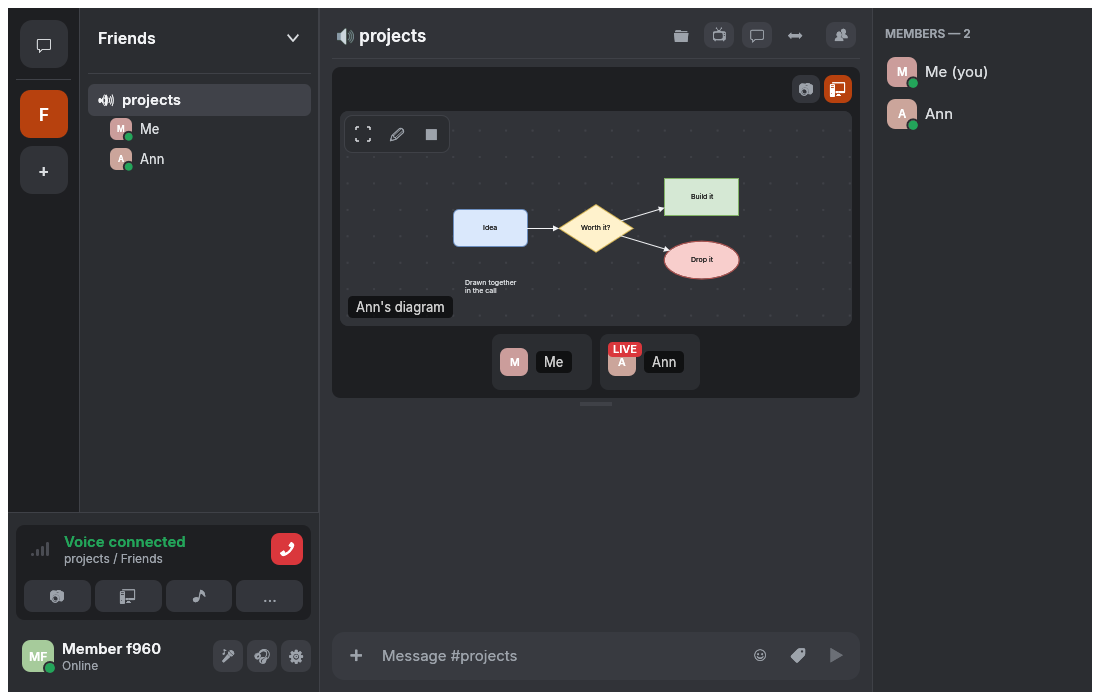 Friends
F
+
projects
M
Me
A
Ann
Voice connected
projects / Friends
...
MF
Member f960
Online
projects
Idea
Worth it?
Build it
Drop it
Drawn together
in the call
Ann's diagram
M
Me
LIVE
A
Ann
+
Message #projects
MEMBERS — 2
M
Me (you)
A
Ann